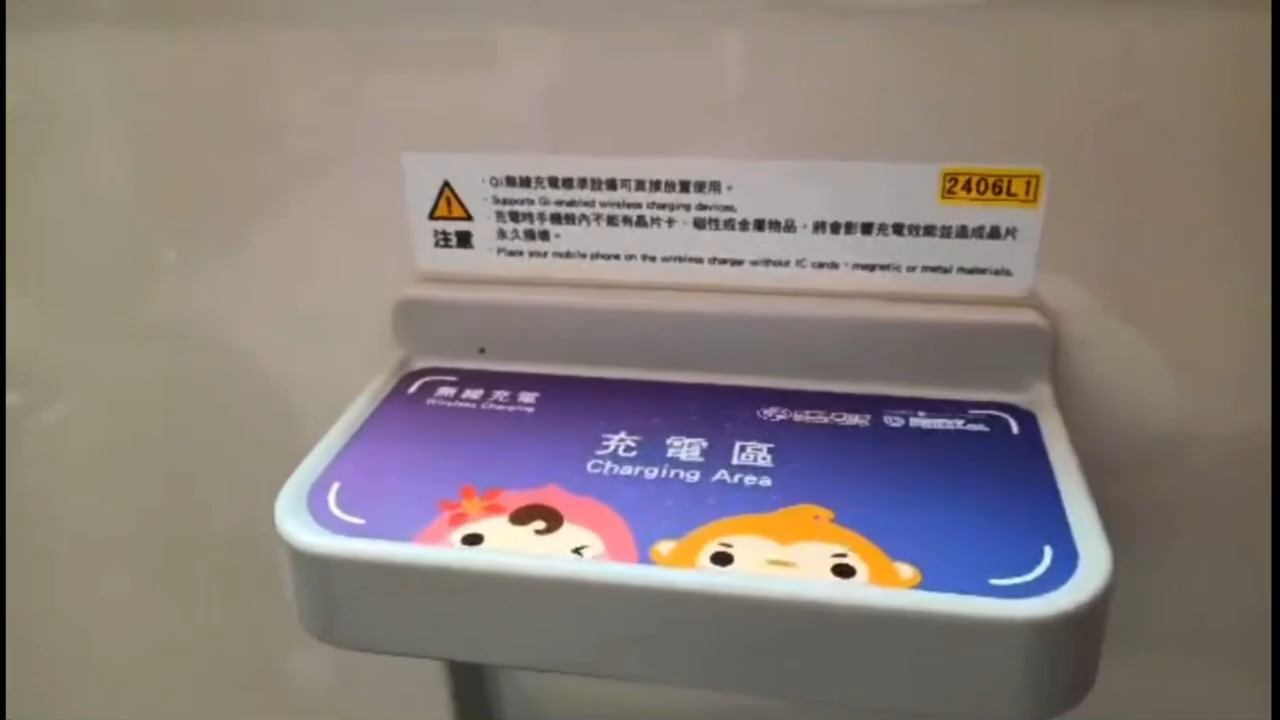 · Qi無線充電標準設備可直接放置使用。
2406L1
· Supports Qi-enabled wireless charging devices.
· 充電時手機殼內不能有晶片卡、磁性或金屬物品,將會影響充電效能並造成晶片
永久損壞。
注意
· Place your mobile phone on the wireless charger without IC cards、magnetic or metal materials.
無線充電
Wireless Charging
充電區
Charging Area